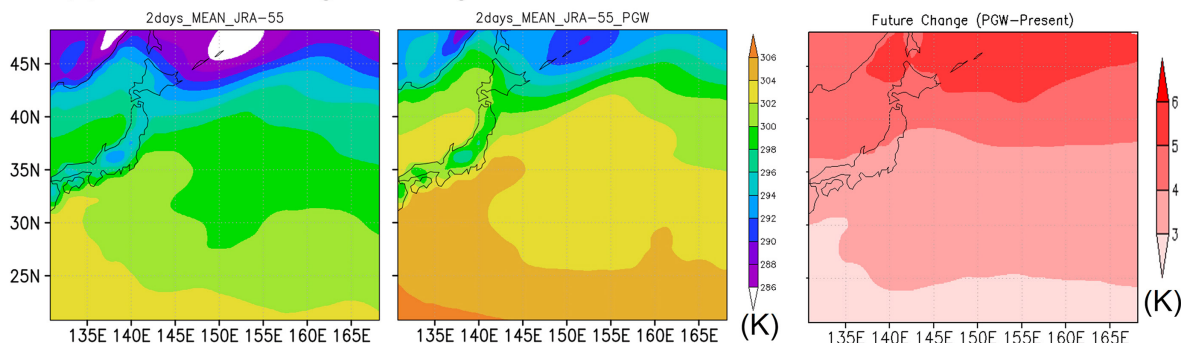 2days_MEAN_JRA-55
45N
40N
35N
30N
25N
135E 140E 145E 150E 155E 160E 165E
2days_MEAN_JRA-55_PGW
135E 140E 145E 150E 155E 160E 165E
306
304
302
300
298
296
294
292
290
288
286
(K)
Future Change (PGW-Present)
135E 140E 145E 150E 155E 160E 165E
6
5
4
3
(K)